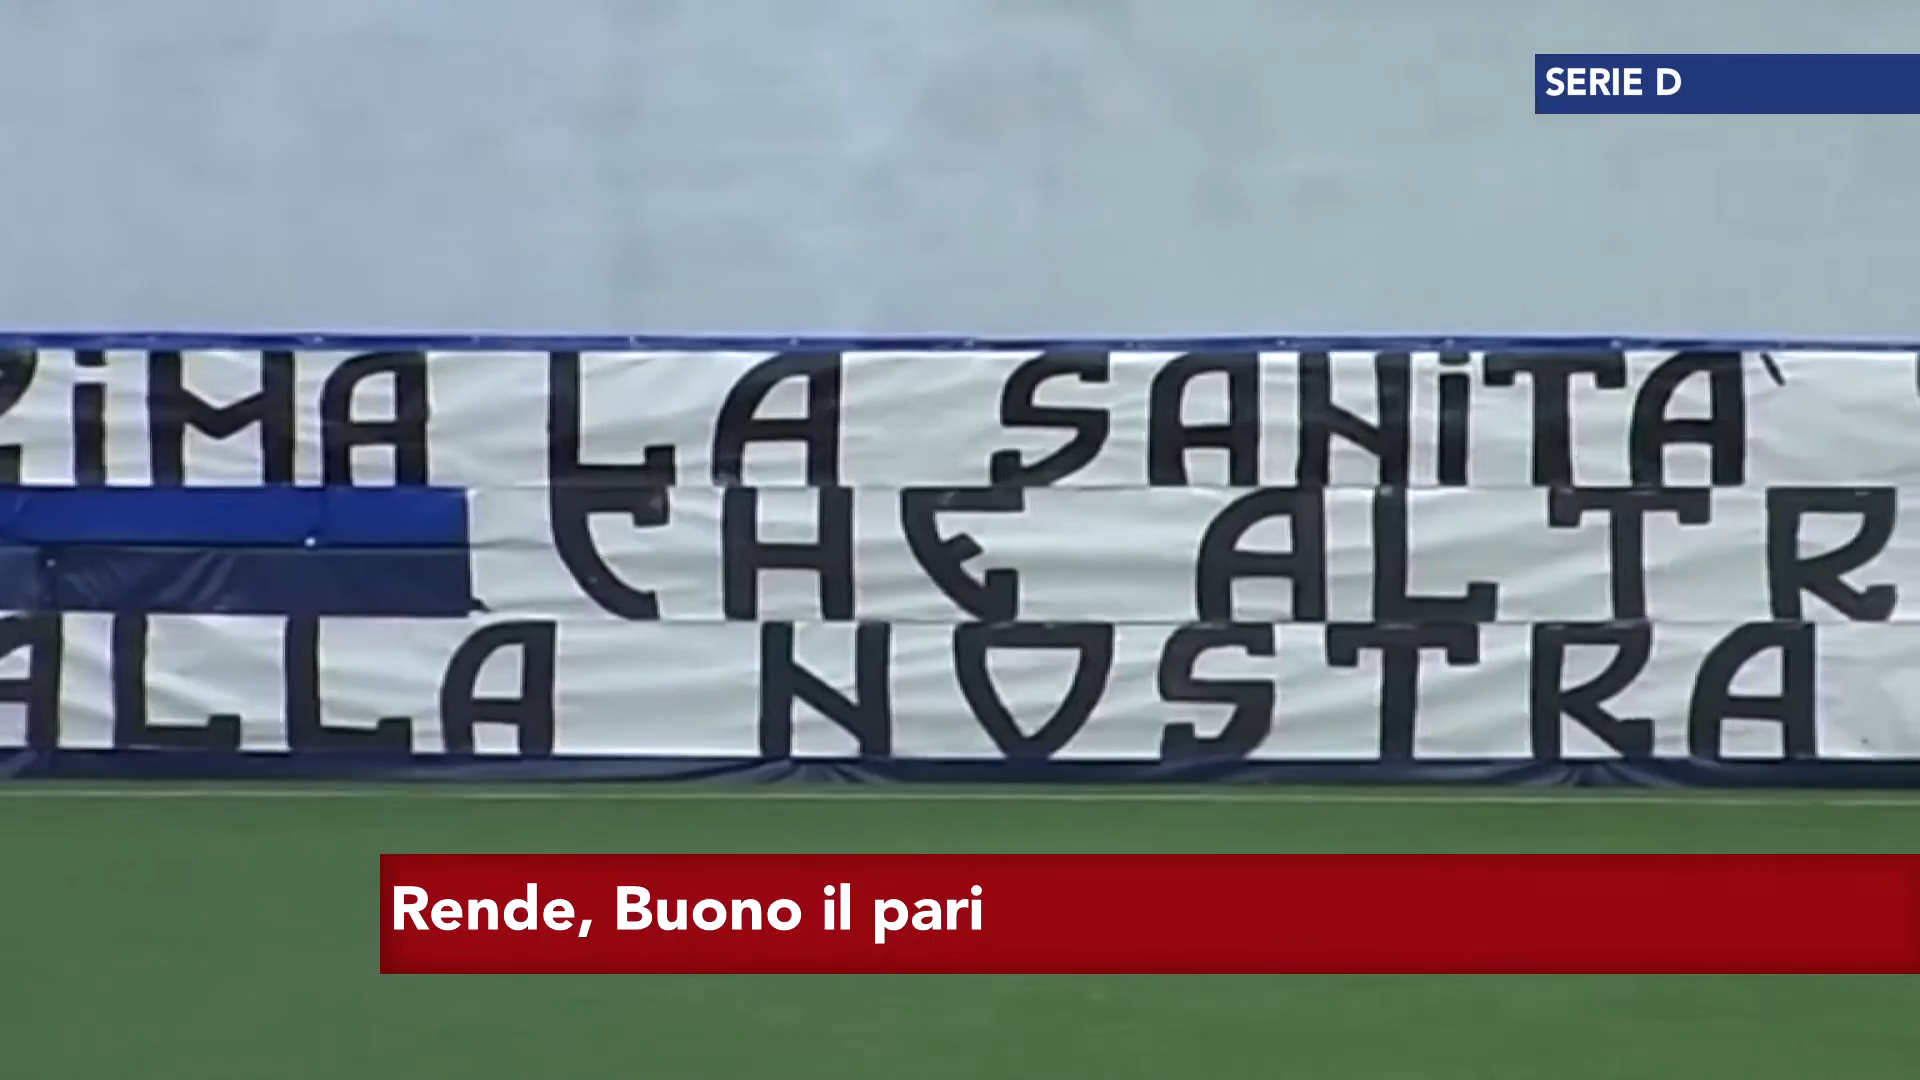 SERIE D
RIMA LA SANiTA`
CHE ALTR
ALLA NOSTRA
Rende, Buono il pari